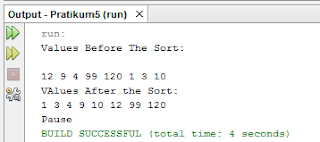 Output - Pratikum5 (run) ×
run:
Values Before The Sort:
12 9 4 99 120 1 3 10
VAlues After the Sort:
1 3 4 9 10 12 99 120
Pause
BUILD SUCCESSFUL (total time: 4 seconds)